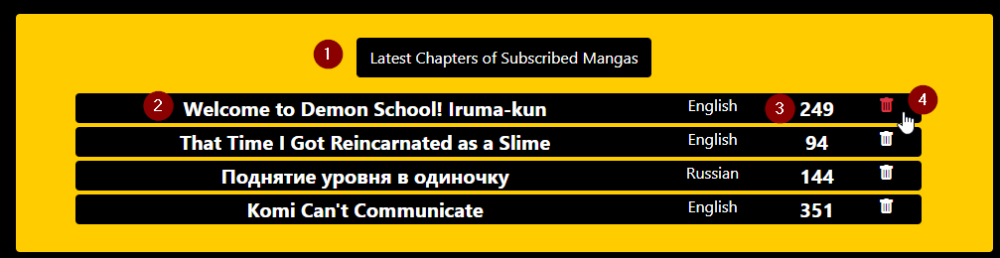 1 Latest Chapters of Subscribed Mangas
2 Welcome to Demon School! Iruma-kun English 3 249 4
That Time I Got Reincarnated as a Slime English 94
Поднятие уровня в одиночку Russian 144
Komi Can't Communicate English 351